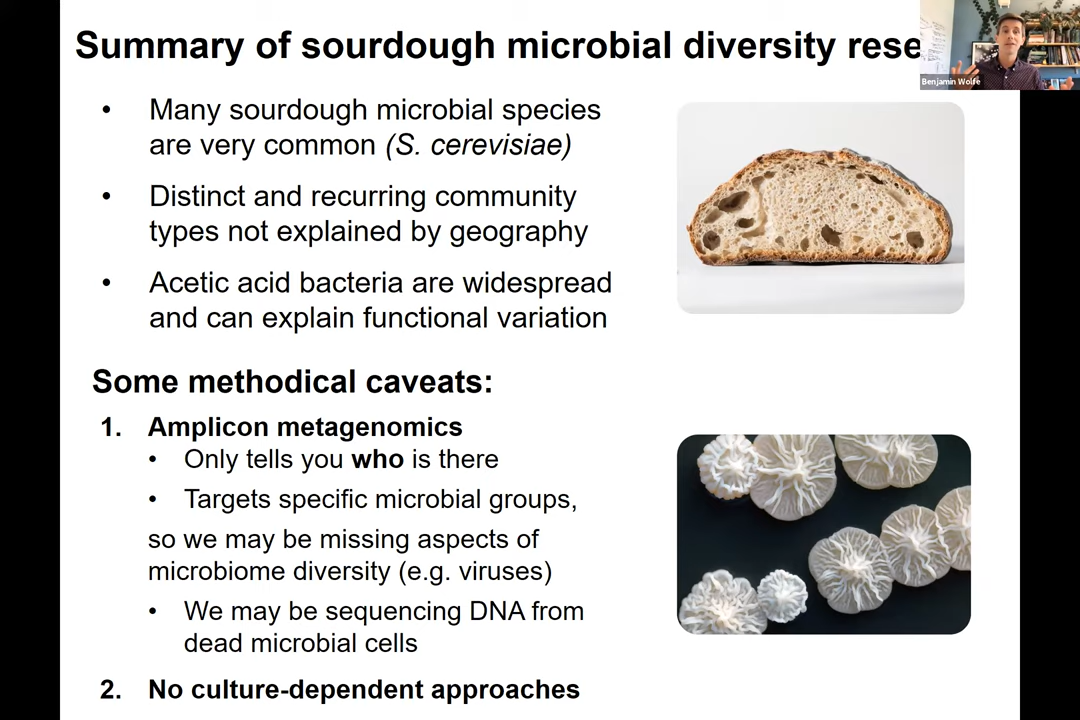 Summary of sourdough microbial diversity rese
Benjamin Wolfe
• Many sourdough microbial species
are very common (S. cerevisiae)
• Distinct and recurring community
types not explained by geography
• Acetic acid bacteria are widespread
and can explain functional variation
Some methodical caveats:
1. Amplicon metagenomics
• Only tells you who is there
• Targets specific microbial groups,
so we may be missing aspects of
microbiome diversity (e.g. viruses)
• We may be sequencing DNA from
dead microbial cells
2. No culture-dependent approaches